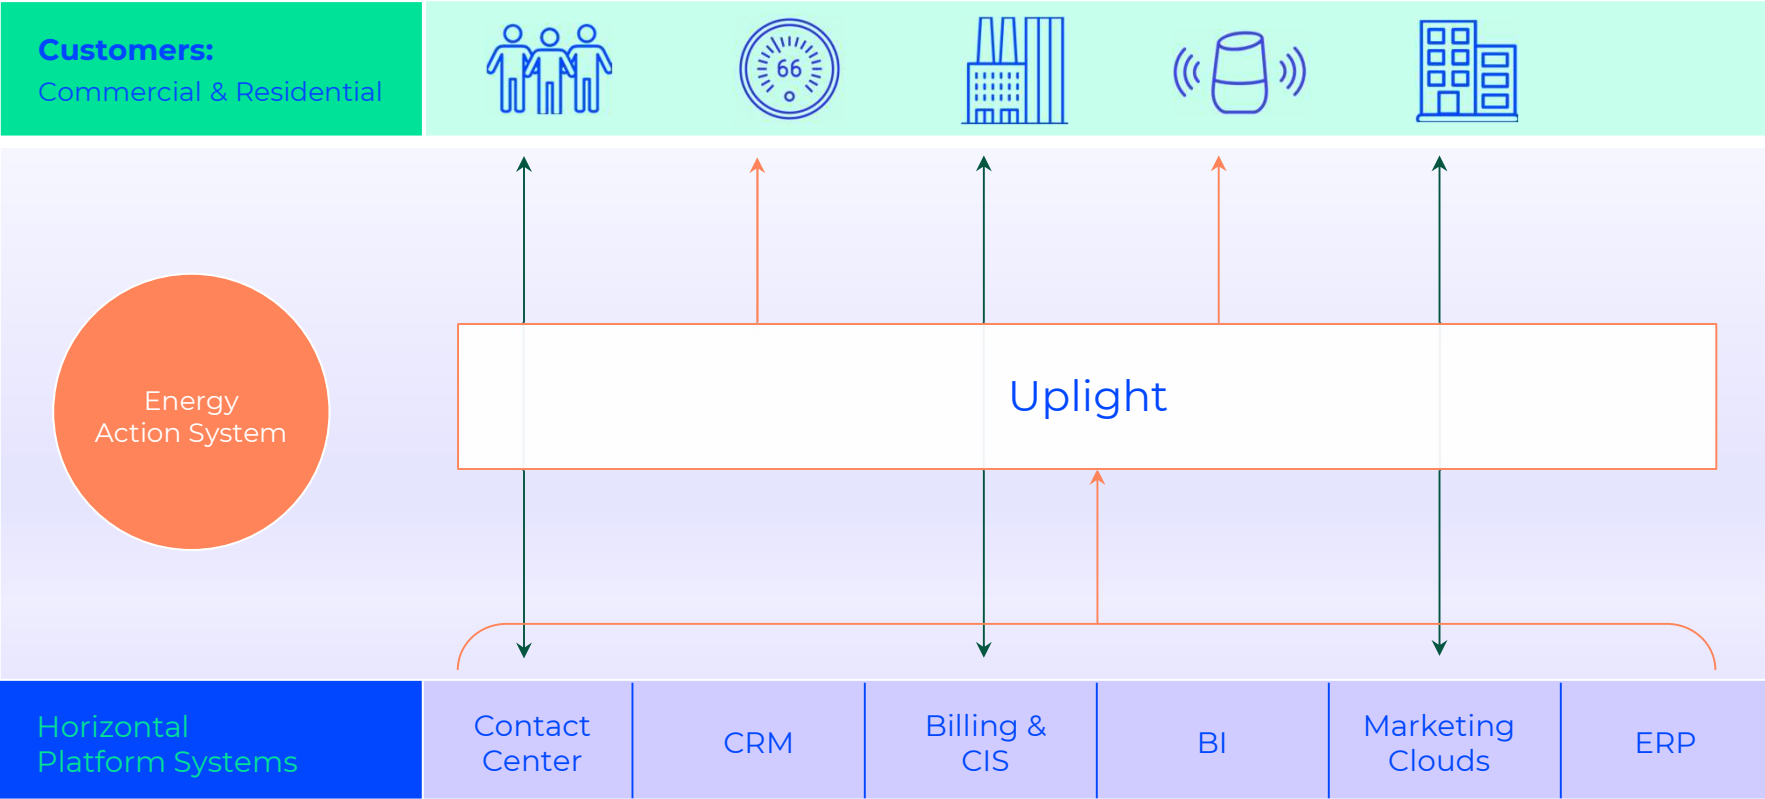 Customers:
Commercial & Residential
66
Energy
Action System
Uplight
Horizontal
Platform Systems
Contact
Center
CRM
Billing &
CIS
BI
Marketing
Clouds
ERP